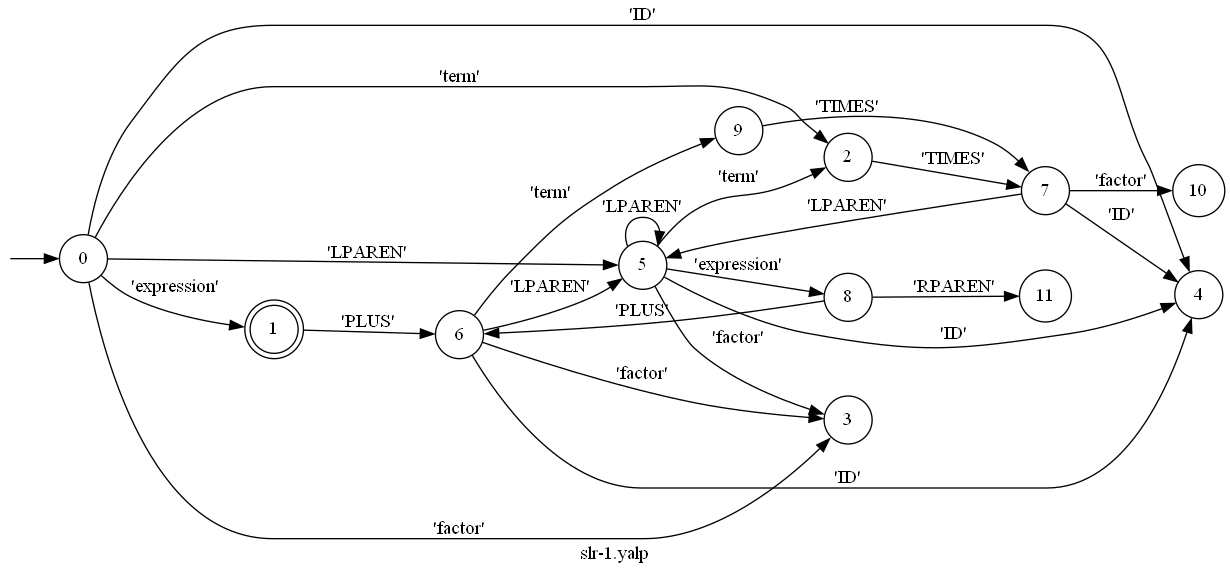 'ID'
'term'
'TIMES'
9
'TIMES'
2
'term'
'term'
'factor'
7
10
'LPAREN'
'LPAREN'
'ID'
0
'LPAREN'
5
'expression'
'expression'
'LPAREN'
'RPAREN'
8
11
4
'PLUS'
'PLUS'
1
6
'ID'
'factor'
'factor'
3
'ID'
'factor'
slr-1.yalp